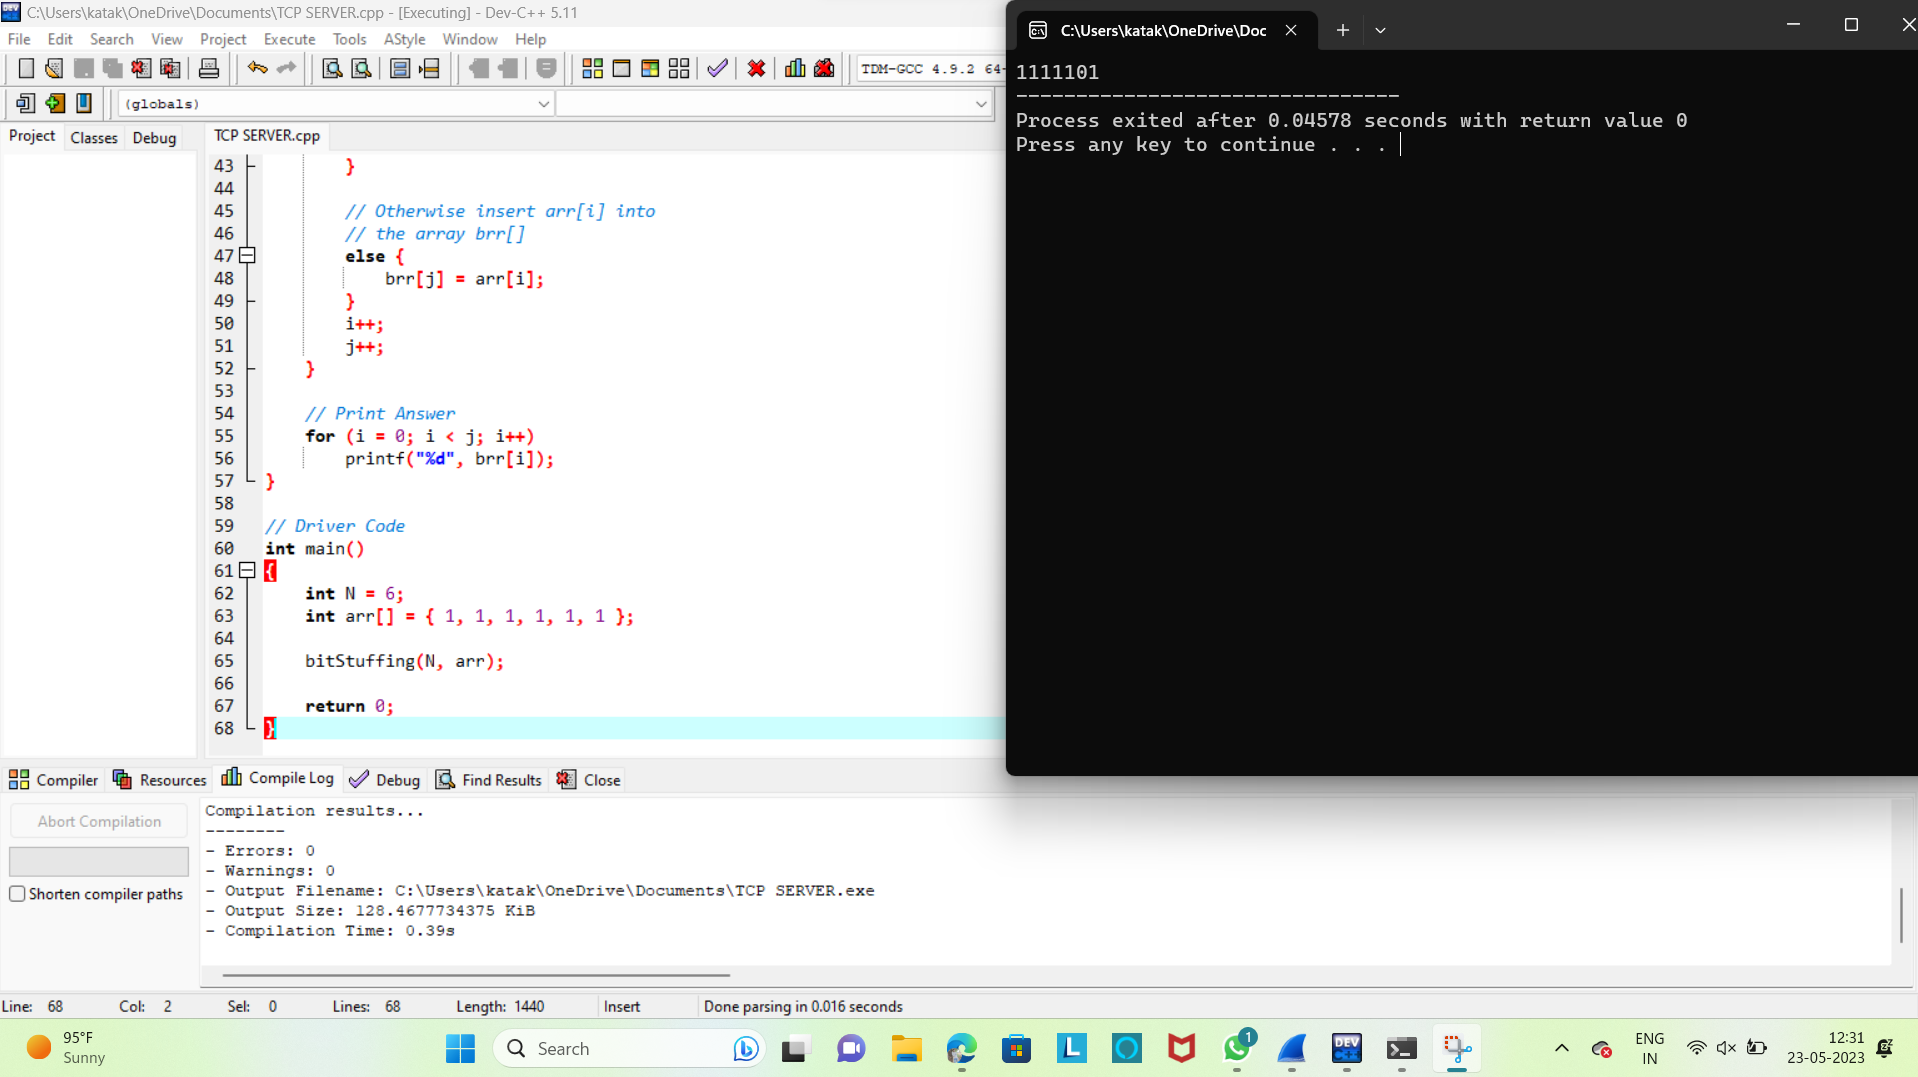 C:\Users\katak\OneDrive\Documents\TCP SERVER.cpp - [Executing] - Dev-C++ 5.11
File Edit Search View Project Execute Tools AStyle Window Help
TDM-GCC 4.9.2 64-
(globals)
Project Classes Debug
TCP SERVER.cpp
43 }
44
45 // Otherwise insert arr[i] into
46 // the array brr[]
47 else {
48 brr[j] = arr[i];
49 }
50 i++;
51 j++;
52 }
53
54 // Print Answer
55 for (i = 0; i < j; i++)
56 printf("%d", brr[i]);
57 }
58
59 // Driver Code
60 int main()
61 {
62 int N = 6;
63 int arr[] = { 1, 1, 1, 1, 1, 1 };
64
65 bitStuffing(N, arr);
66
67 return 0;
68 }
C:\Users\katak\OneDrive\Doc
1111101
--------------------------------
Process exited after 0.04578 seconds with return value 0
Press any key to continue . . .
Compiler Resources Compile Log Debug Find Results Close
Abort Compilation
Shorten compiler paths
Compilation results...
--------
- Errors: 0
- Warnings: 0
- Output Filename: C:\Users\katak\OneDrive\Documents\TCP SERVER.exe
- Output Size: 128.4677734375 KiB
- Compilation Time: 0.39s
Line: 68 Col: 2 Sel: 0 Lines: 68 Length: 1440 Insert Done parsing in 0.016 seconds
95°F
Sunny
Search
L
1
DEV
C++
ENG
IN
12:31
23-05-2023